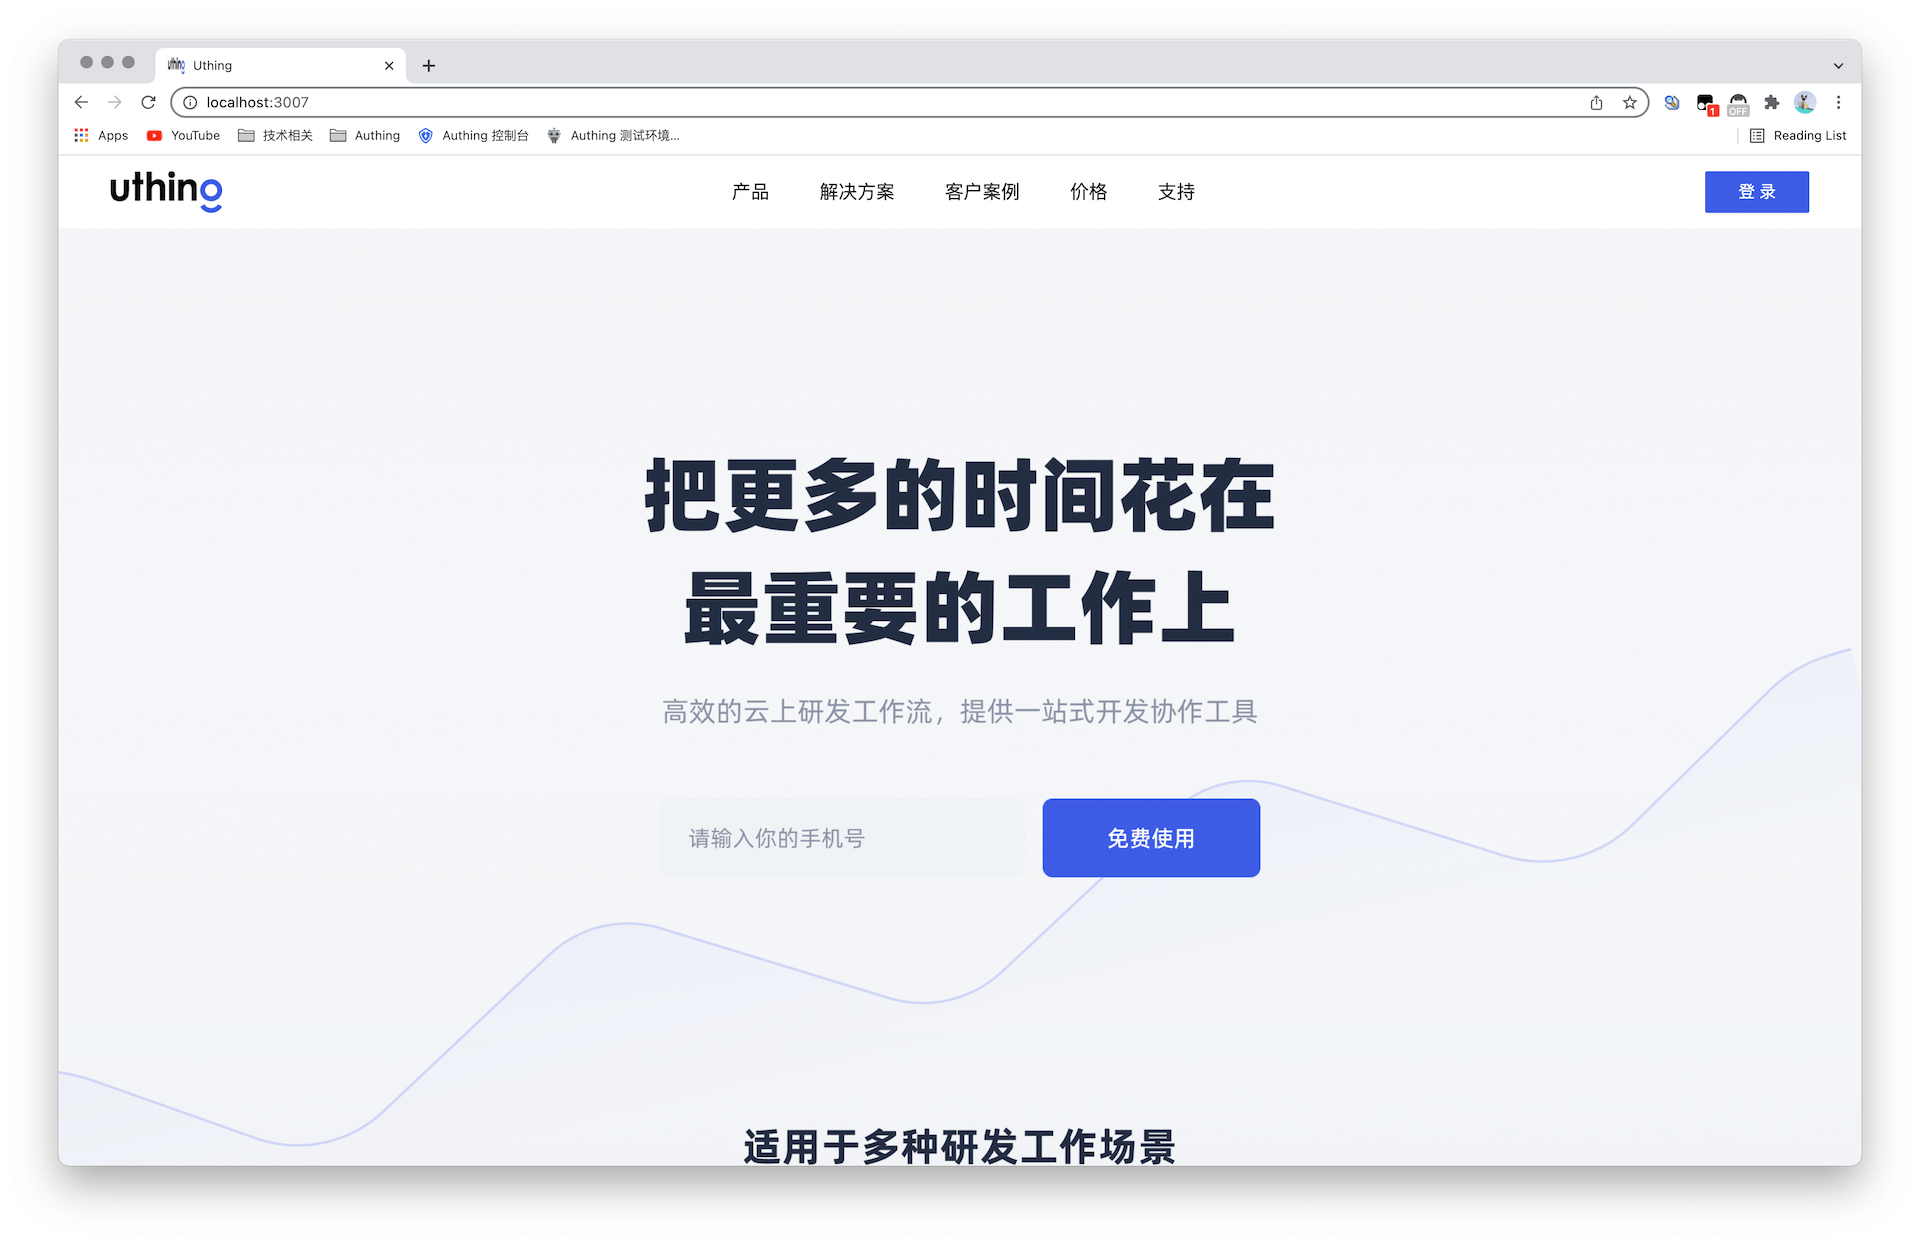 Uthing
localhost:3007
1
OFF
Apps YouTube 技术相关 Authing Authing 控制台 Authing 测试环境... Reading List
uthing 产品 解决方案 客户案例 价格 支持 登 录
把更多的时间花在
最重要的工作上
高效的云上研发工作流，提供一站式开发协作工具
请输入你的手机号 免费使用
适用于多种研发工作场景